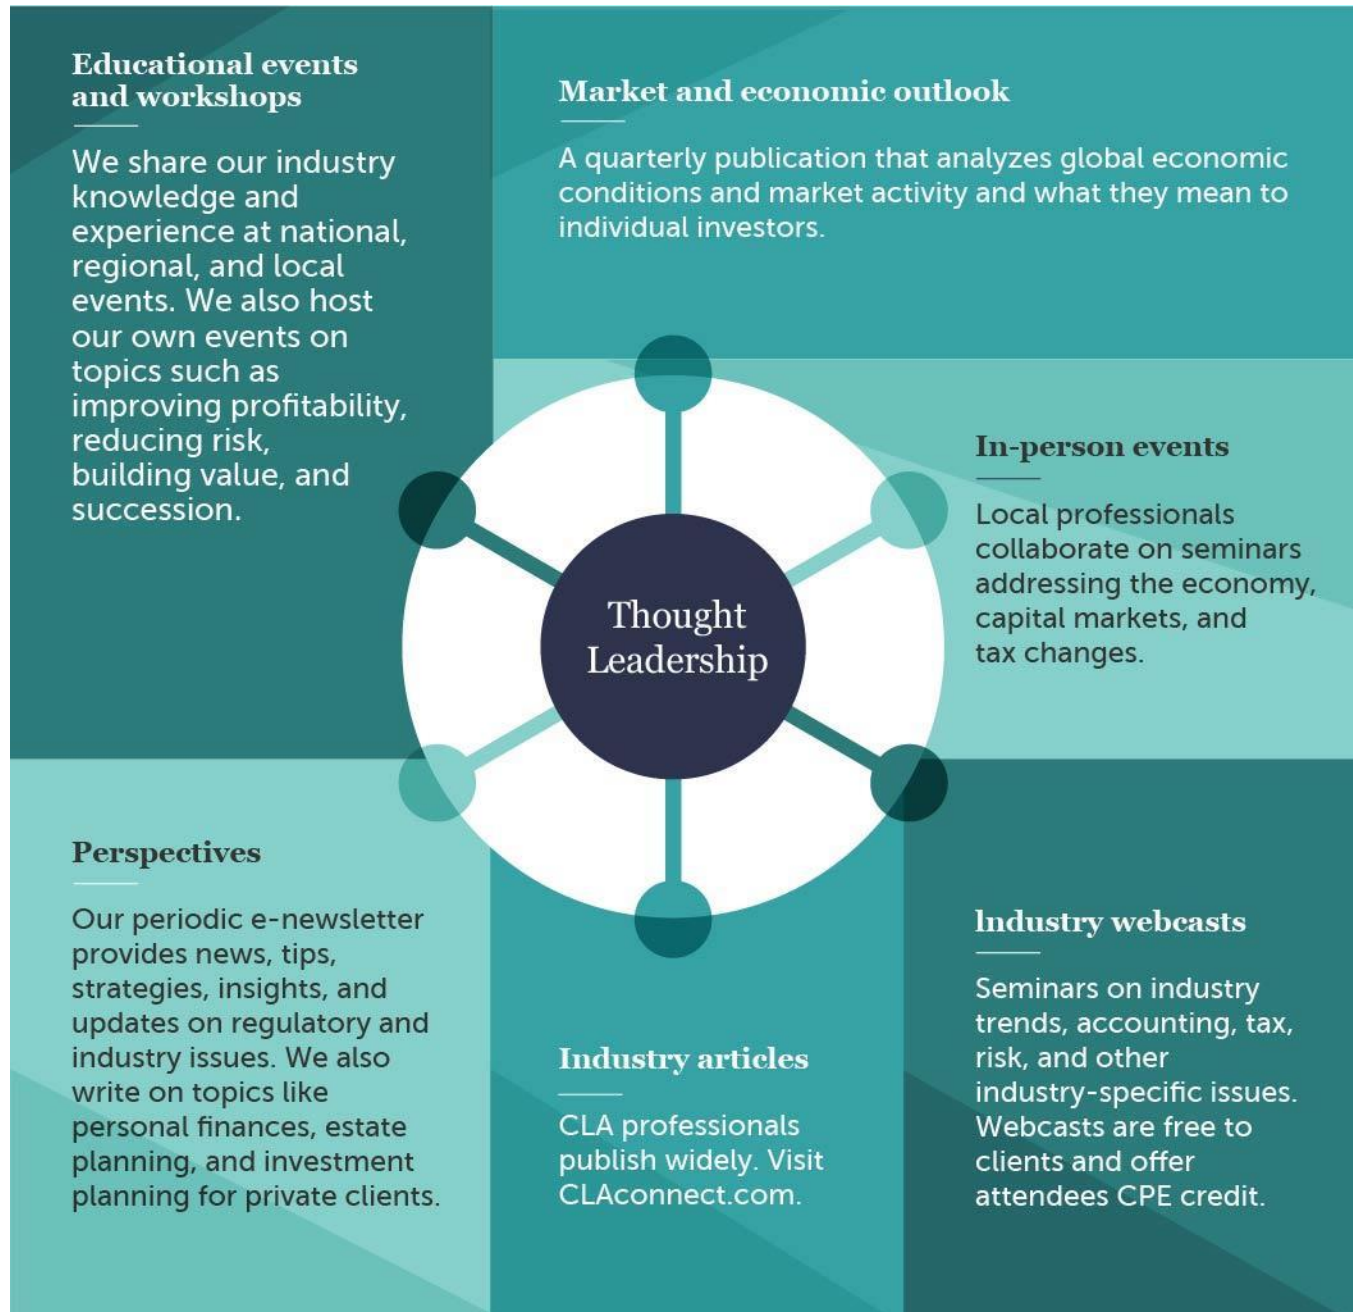 Educational events
and workshops
We share our industry
knowledge and
experience at national,
regional, and local
events. We also host
our own events on
topics such as
improving profitability,
reducing risk,
building value, and
succession.
Market and economic outlook
A quarterly publication that analyzes global economic
conditions and market activity and what they mean to
individual investors.
In-person events
Local professionals
collaborate on seminars
addressing the economy,
capital markets, and
tax changes.
Thought
Leadership
Perspectives
Our periodic e-newsletter
provides news, tips,
strategies, insights, and
updates on regulatory and
industry issues. We also
write on topics like
personal finances, estate
planning, and investment
planning for private clients.
Industry articles
CLA professionals
publish widely. Visit
CLAconnect.com.
Industry webcasts
Seminars on industry
trends, accounting, tax,
risk, and other
industry-specific issues.
Webcasts are free to
clients and offer
attendees CPE credit.